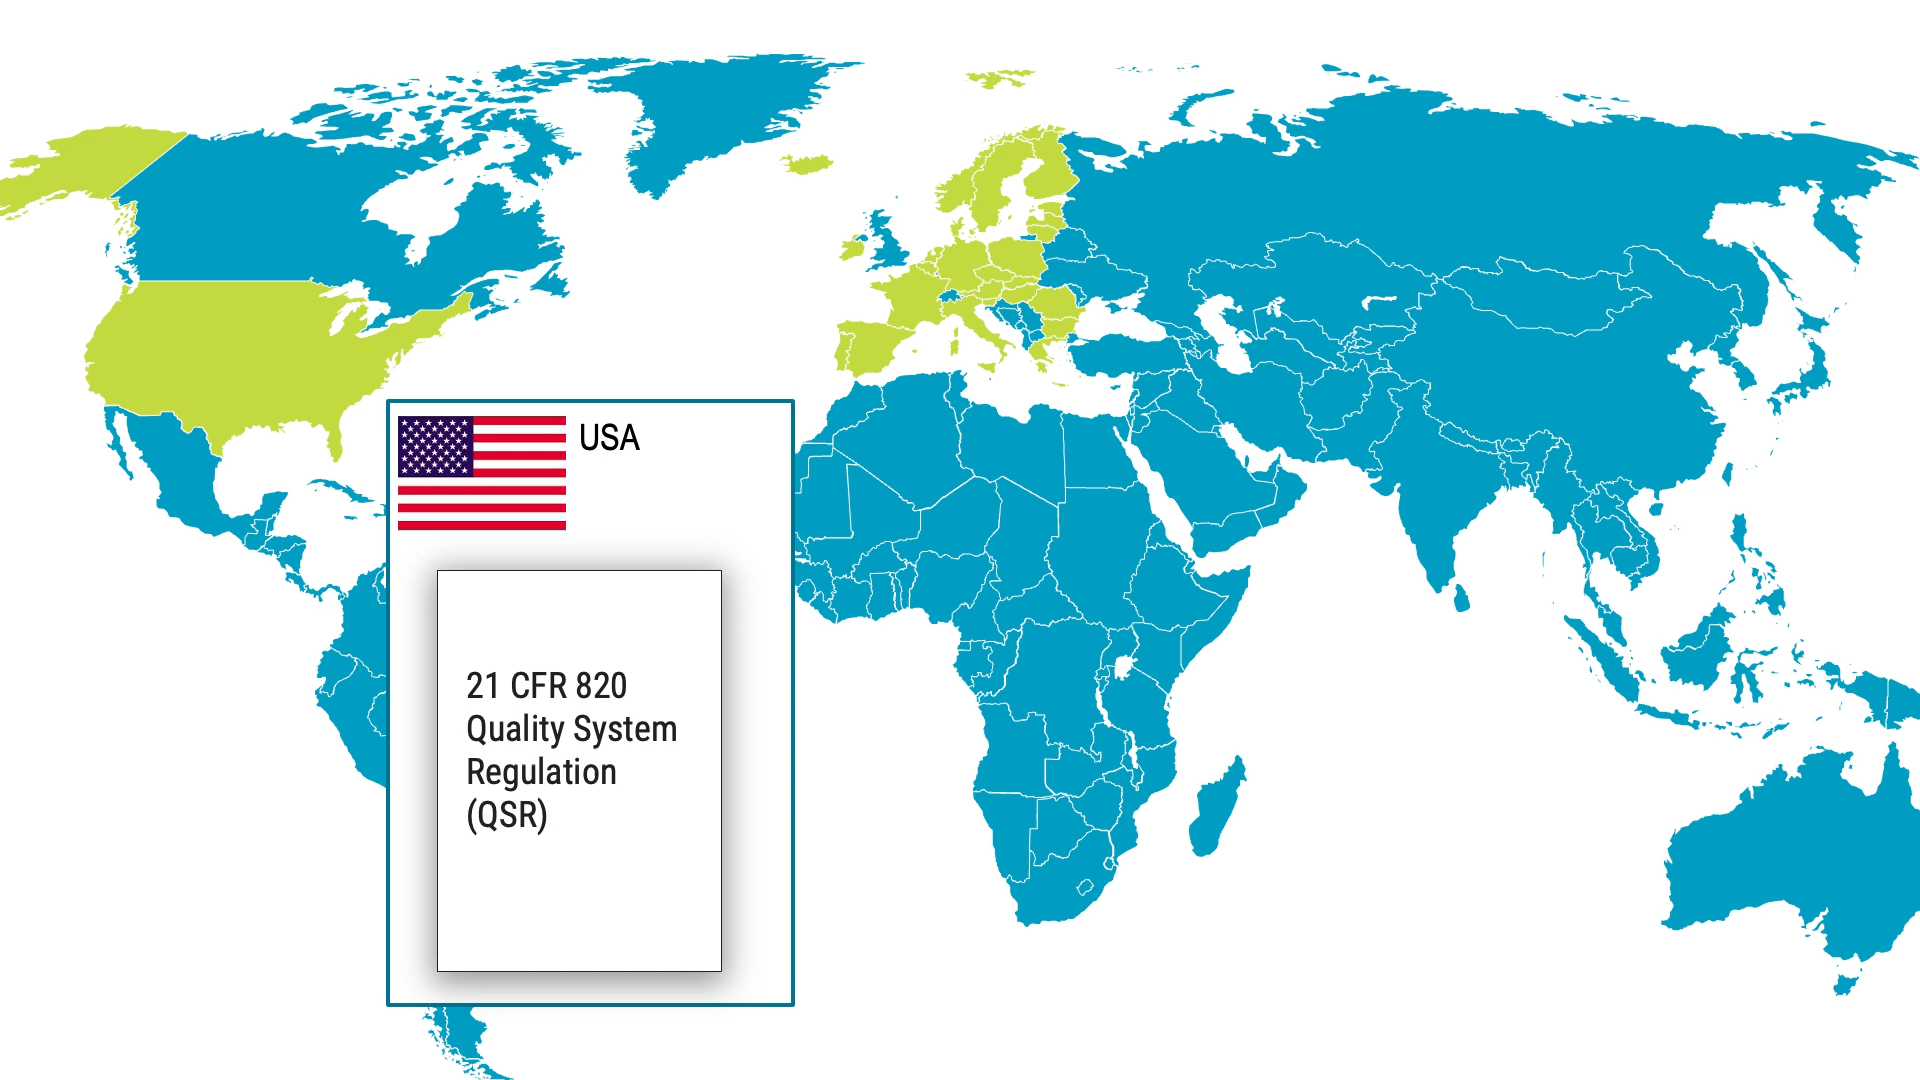 USA
21 CFR 820
Quality System
Regulation
(QSR)